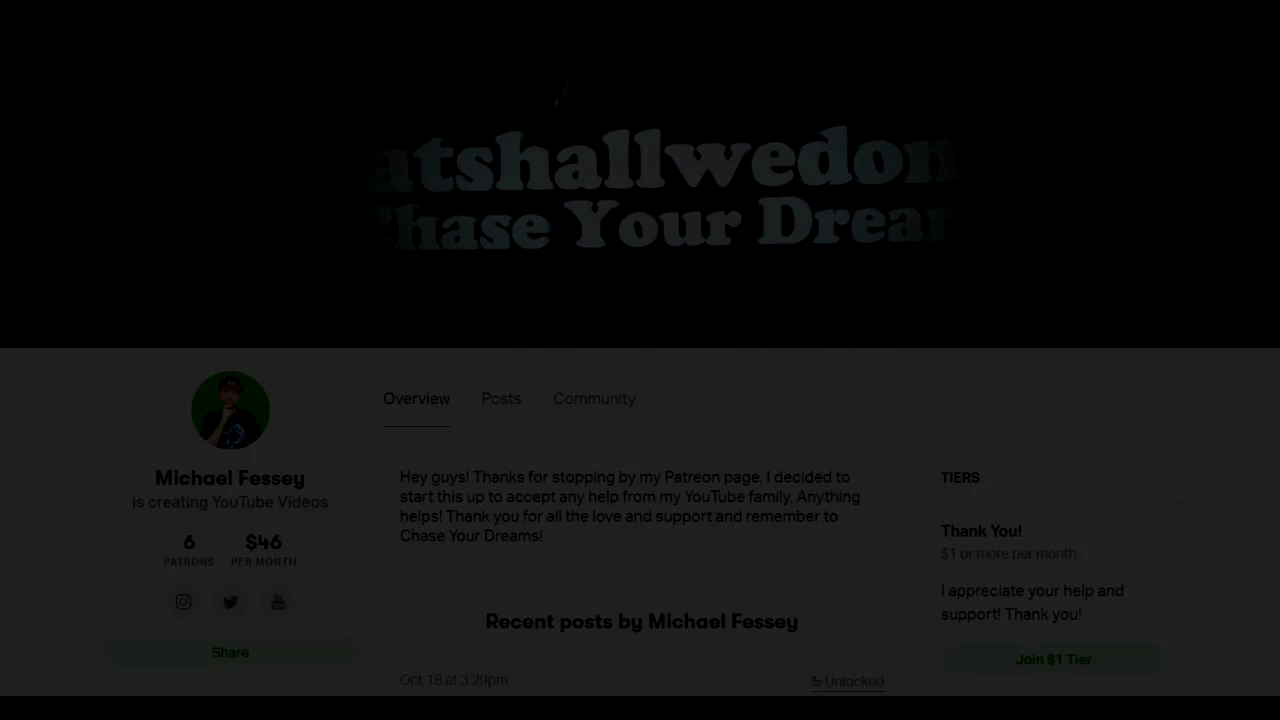 atshallwedon
Chase Your Dream
Overview
Posts
Community
Michael Fessey
is creating YouTube Videos
6
PATRONS
$46
PER MONTH
Share
Hey guys! Thanks for stopping by my Patreon page, I decided to
start this up to accept any help from my YouTube family. Anything
helps! Thank you for all the love and support and remember to
Chase Your Dreams!
Recent posts by Michael Fessey
Oct 18 at 3:29pm
Unlocked
TIERS
Thank You!
$1 or more per month
I appreciate your help and
support! Thank you!
Join $1 Tier